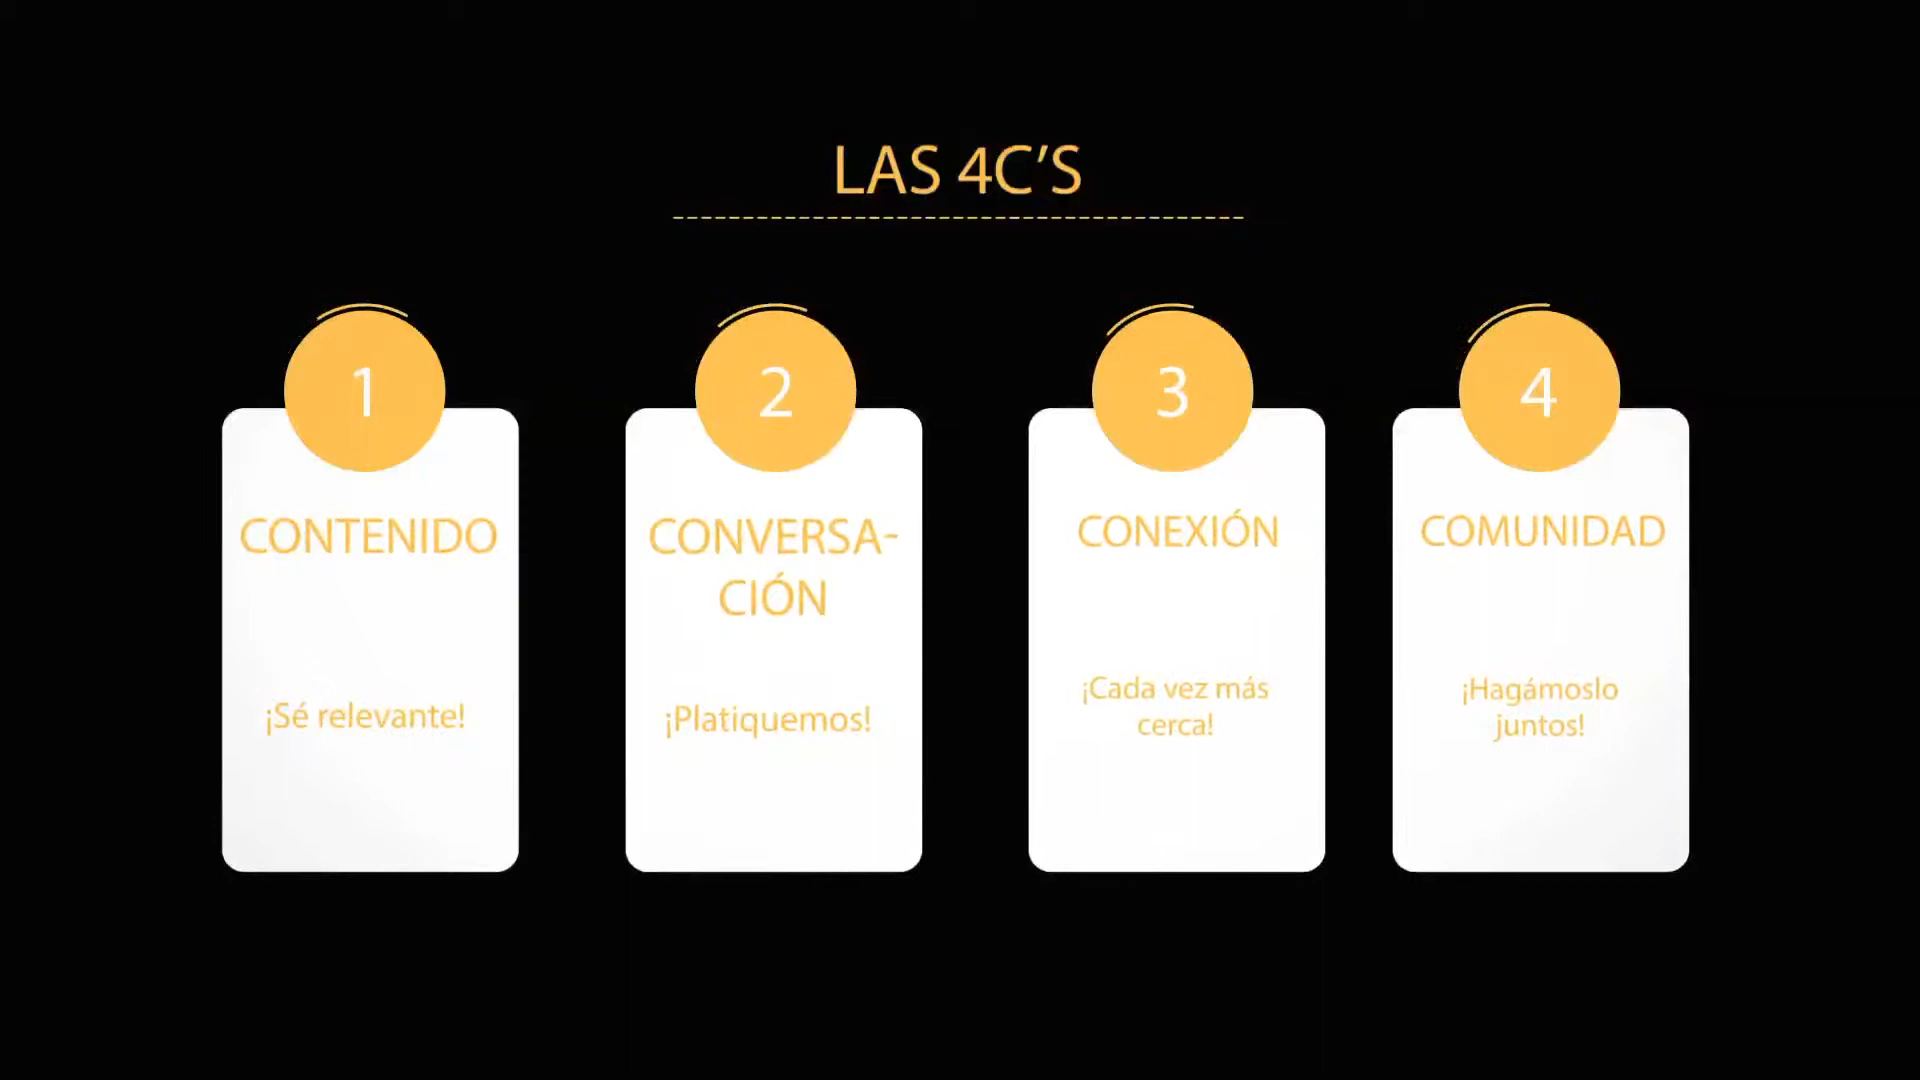 LAS 4C’S
1
CONTENIDO
¡Sé relevante!
2
CONVERSA-
CIÓN
¡Platiquemos!
3
CONEXIÓN
¡Cada vez más
cerca!
4
COMUNIDAD
¡Hagámoslo
juntos!